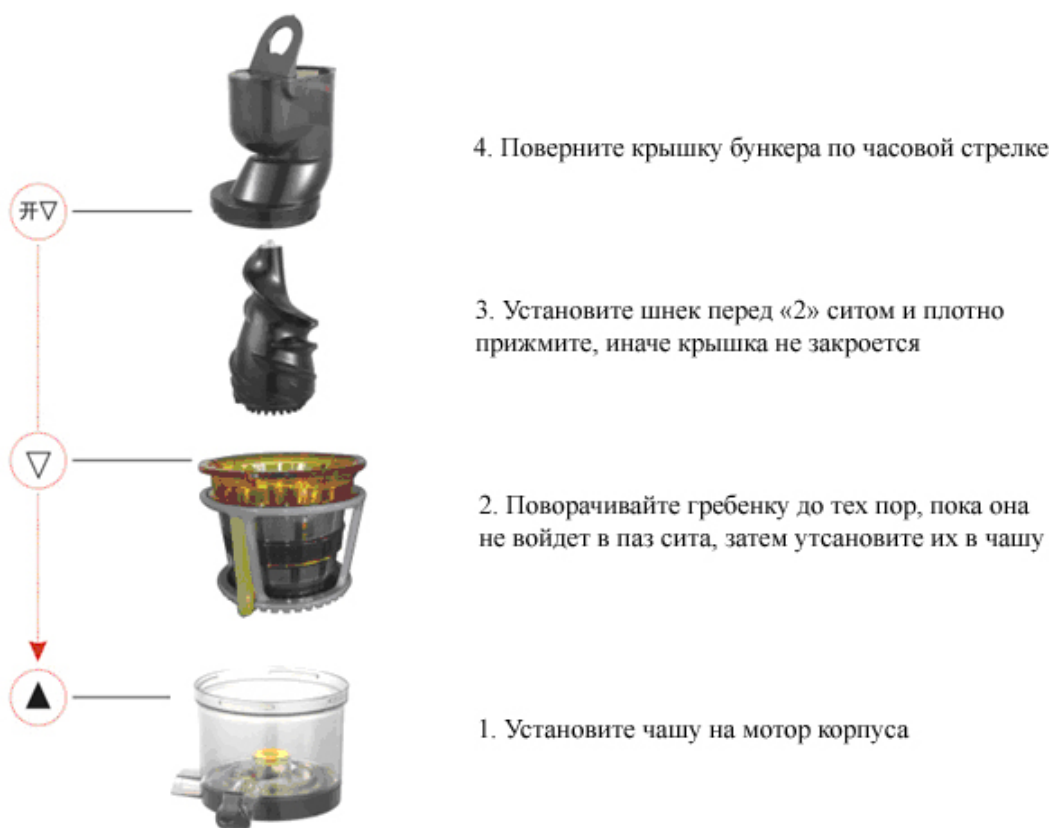 4. Поверните крышку бункера по часовой стрелке
开▽
3. Установите шнек перед «2» ситом и плотно
прижмите, иначе крышка не закроется
▽
2. Поворачивайте гребенку до тех пор, пока она
не войдет в паз сита, затем утсановите их в чашу
▲
1. Установите чашу на мотор корпуса